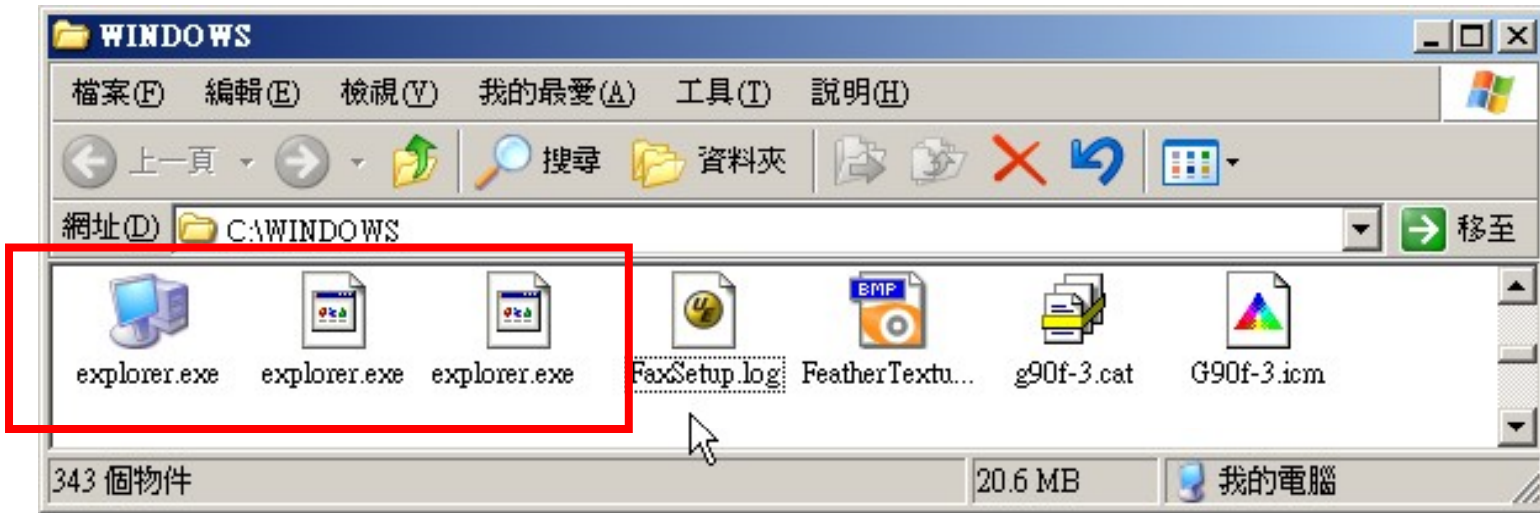 WINDOWS
檔案(F) 編輯(E) 檢視(V) 我的最愛(A) 工具(T) 說明(H)
上一頁 搜尋 資料夾
網址(D) C:\WINDOWS 移至
BMP
explorer.exe explorer.exe explorer.exe FaxSetup.log FeatherTextu... g90f-3.cat G90f-3.icm
343 個物件 20.6 MB 我的電腦